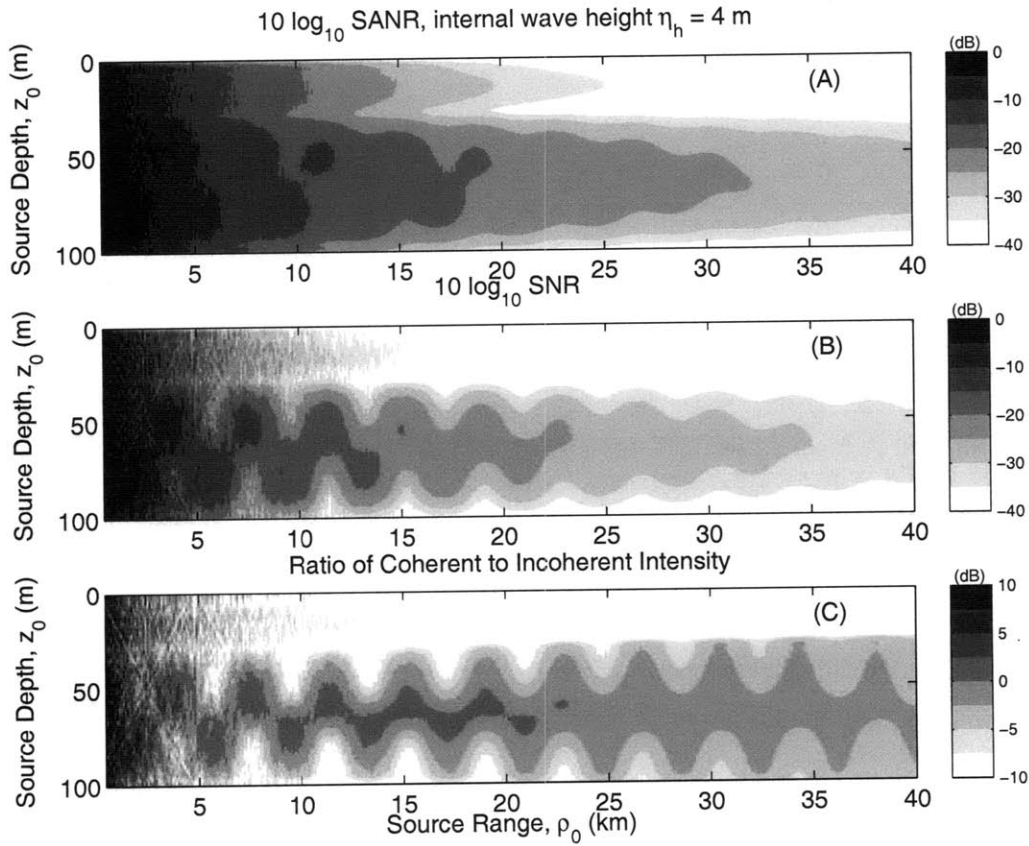 10 log10 SANR, internal wave height ηh = 4 m
(dB)
(A)
Source Depth, z0 (m)
0
50
100
5 10 15 20 25 30 35 40
0
−10
−20
−30
−40
10 log10 SNR
(dB)
(B)
Source Depth, z0 (m)
0
50
100
5 10 15 20 25 30 35 40
0
−10
−20
−30
−40
Ratio of Coherent to Incoherent Intensity
(dB)
(C)
Source Depth, z0 (m)
0
50
100
5 10 15 20 25 30 35 40
10
5
0
−5
−10
Source Range, ρ0 (km)